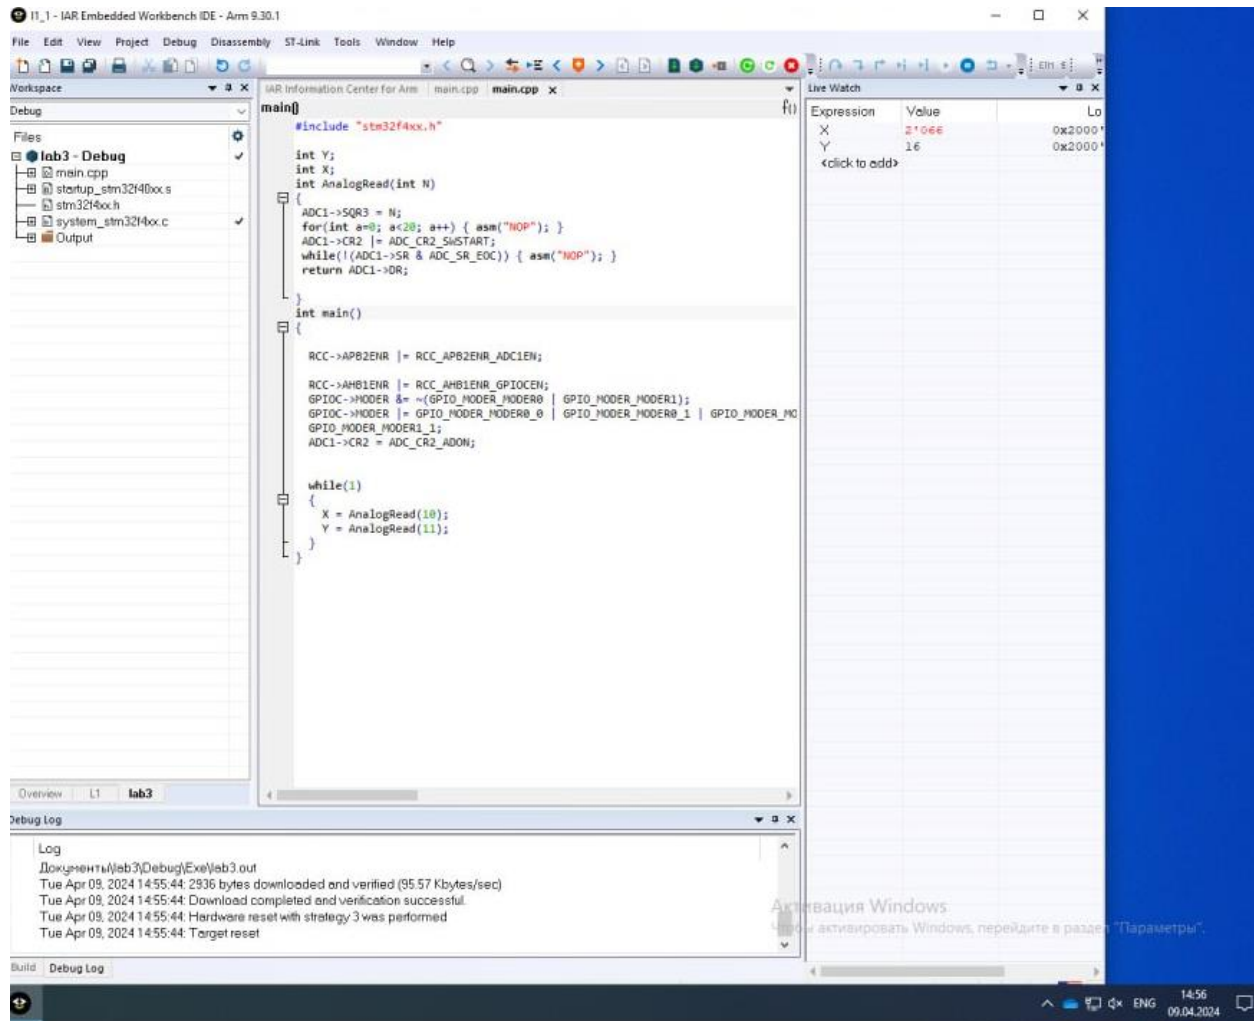 I1_1 - IAR Embedded Workbench IDE - Arm 9.30.1
File Edit View Project Debug Disassembly ST-Link Tools Window Help
Workspace
Debug
Files
lab3 - Debug
main.cpp
startup_stm32f40xx.s
stm32f4xx.h
system_stm32f4xx.c
Output
Overview L1 lab3
IAR Information Center for Arm main.cpp main.cpp x
main() f()
#include "stm32f4xx.h"
int Y;
int X;
int AnalogRead(int N)
{
ADC1->SQR3 = N;
for(int a=0; a<20; a++) { asm("NOP"); }
ADC1->CR2 |= ADC_CR2_SWSTART;
while(!(ADC1->SR & ADC_SR_EOC)) { asm("NOP"); }
return ADC1->DR;
}
int main()
{
RCC->APB2ENR |= RCC_APB2ENR_ADC1EN;
RCC->AHB1ENR |= RCC_AHB1ENR_GPIOCEN;
GPIOC->MODER &= ~(GPIO_MODER_MODER0 | GPIO_MODER_MODER1);
GPIOC->MODER |= GPIO_MODER_MODER0_0 | GPIO_MODER_MODER0_1 | GPIO_MODER_MO
GPIO_MODER_MODER1_1;
ADC1->CR2 = ADC_CR2_ADON;
while(1)
{
X = AnalogRead(10);
Y = AnalogRead(11);
}
}
Live Watch
Expression Value Lo
X 2'066 0x2000'
Y 16 0x2000'
<click to add>
Debug Log
Log
Документы\lab3\Debug\Exe\lab3.out
Tue Apr 09, 2024 14:55:44: 2936 bytes downloaded and verified (95.57 Kbytes/sec)
Tue Apr 09, 2024 14:55:44: Download completed and verification successful.
Tue Apr 09, 2024 14:55:44: Hardware reset with strategy 3 was performed
Tue Apr 09, 2024 14:55:44: Target reset
Build Debug Log
Активация Windows
Чтобы активировать Windows, перейдите в раздел "Параметры".
ENG 14:56
09.04.2024